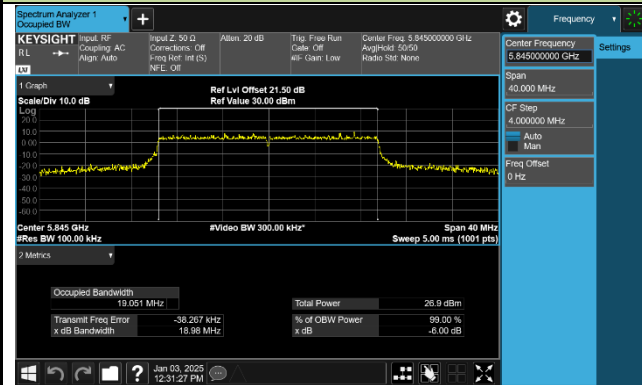 Spectrum Analyzer 1
Occupied BW
Frequency
KEYSIGHT
RL
LXI
Input: RF
Coupling: AC
Align: Auto
Input Z: 50 Ω
Corrections: Off
Freq Ref: Int (S)
NFE: Off
Atten: 20 dB
Trig: Free Run
Gate: Off
#IF Gain: Low
Center Freq: 5.845000000 GHz
Avg|Hold: 50/50
Radio Std: None
Center Frequency
5.845000000 GHz
Settings
Span
40.000 MHz
CF Step
4.000000 MHz
Auto
Man
Freq Offset
0 Hz
1 Graph
Scale/Div 10.0 dB
Ref Lvl Offset 21.50 dB
Ref Value 30.00 dBm
Log
20.0
10.0
0.00
-10.0
-20.0
-30.0
-40.0
-50.0
-60.0
Center 5.845 GHz
#Res BW 100.00 kHz
#Video BW 300.00 kHz*
Span 40 MHz
Sweep 5.00 ms (1001 pts)
2 Metrics
Occupied Bandwidth
19.051 MHz
Total Power 26.9 dBm
Transmit Freq Error -38.267 kHz
% of OBW Power 99.00 %
x dB Bandwidth 18.98 MHz
x dB -6.00 dB
Jan 03, 2025
12:31:27 PM